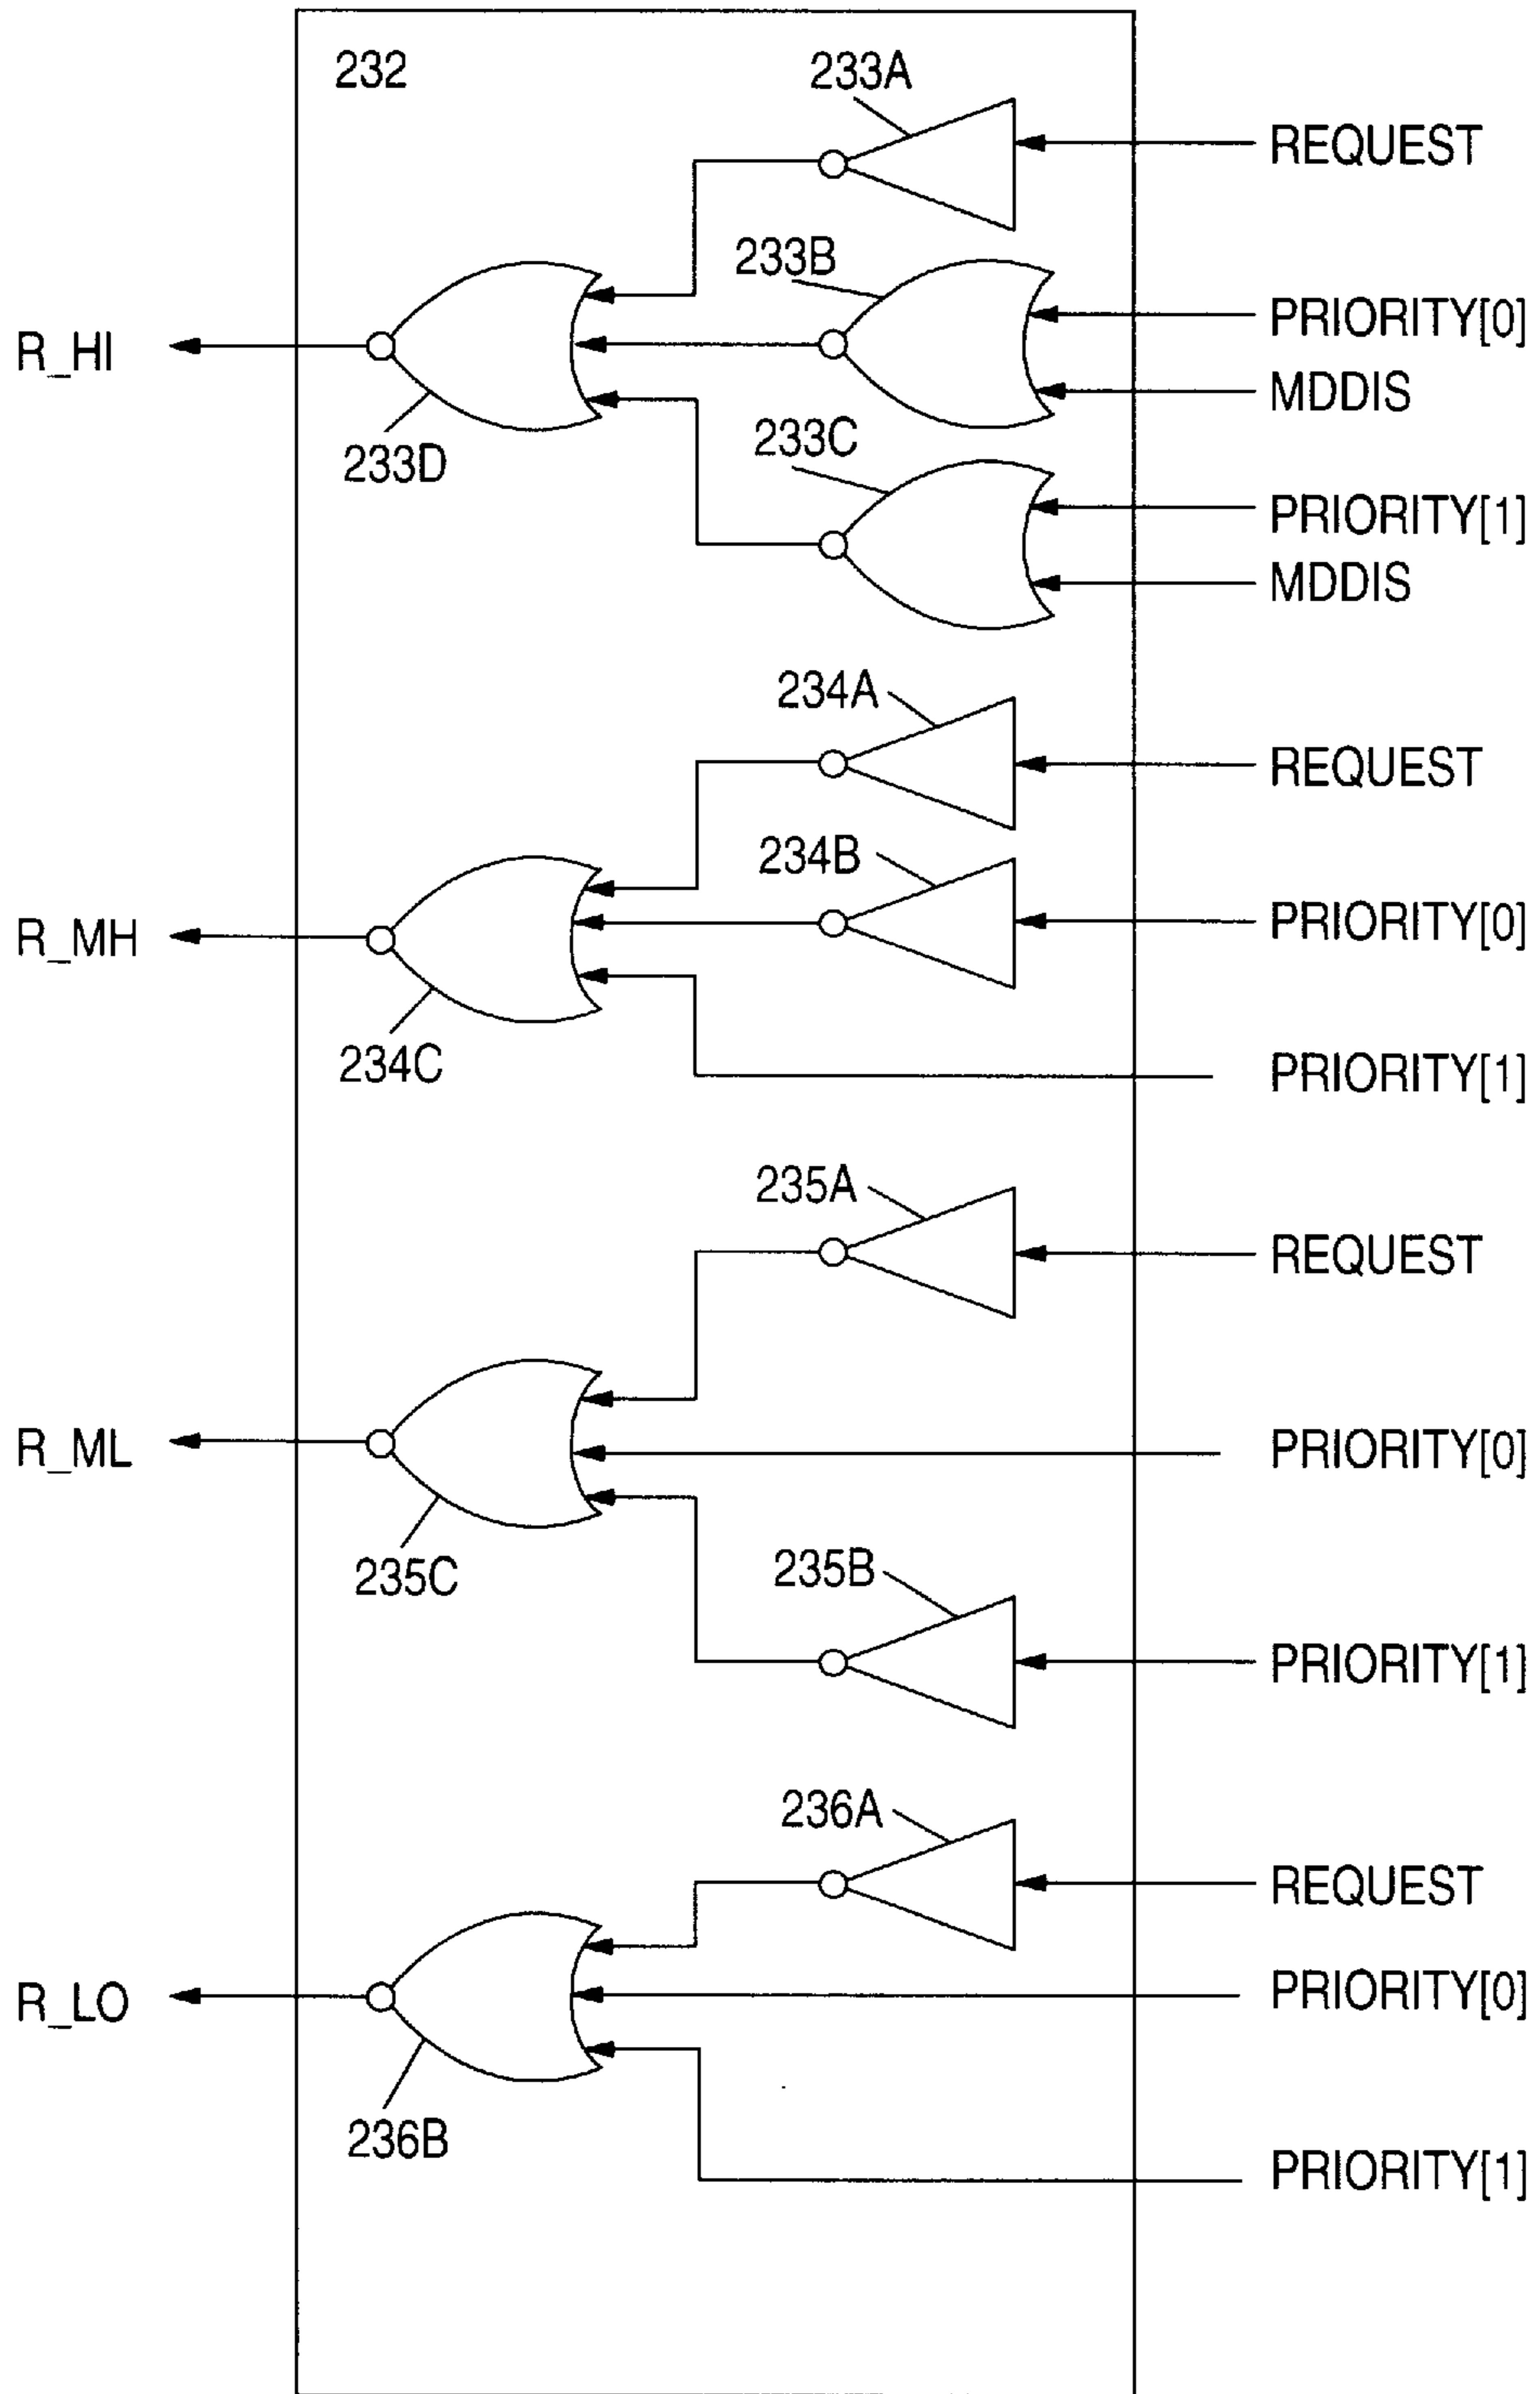 232
233A
REQUEST
233B
PRIORITY[0]
R_HI
MDDIS
233D
233C
PRIORITY[1]
MDDIS
234A
REQUEST
234B
R_MH
PRIORITY[0]
234C
PRIORITY[1]
235A
REQUEST
R_ML
PRIORITY[0]
235C
235B
PRIORITY[1]
236A
REQUEST
R_LO
PRIORITY[0]
236B
PRIORITY[1]